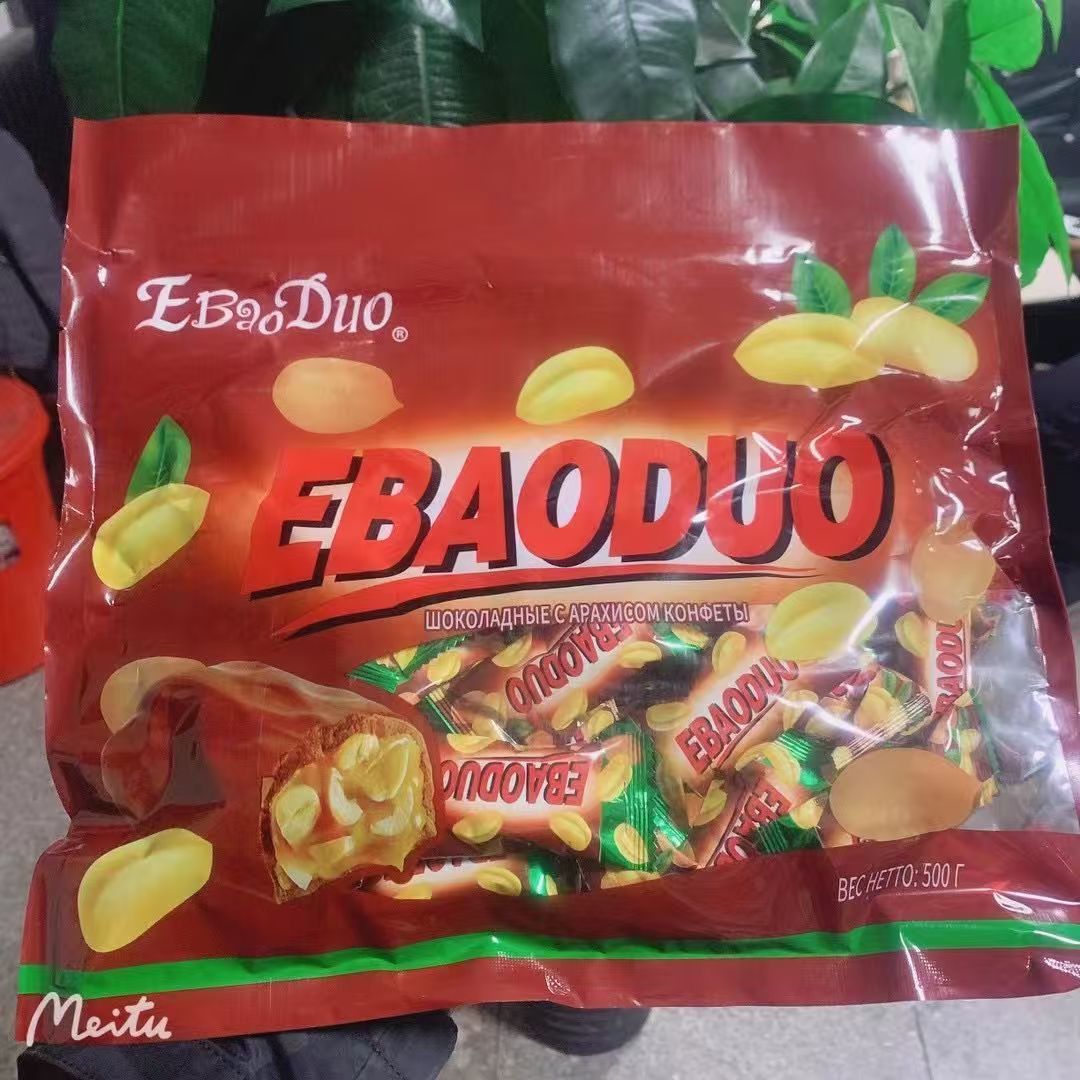 EBaoDuo®
EBAODUO
ШОКОЛАДНЫЕ С АРАХИСОМ КОНФЕТЫ
EBAODUO
EBAODUO
EBAODUO
ВЕС НЕТТО: 500 Г
Meitu